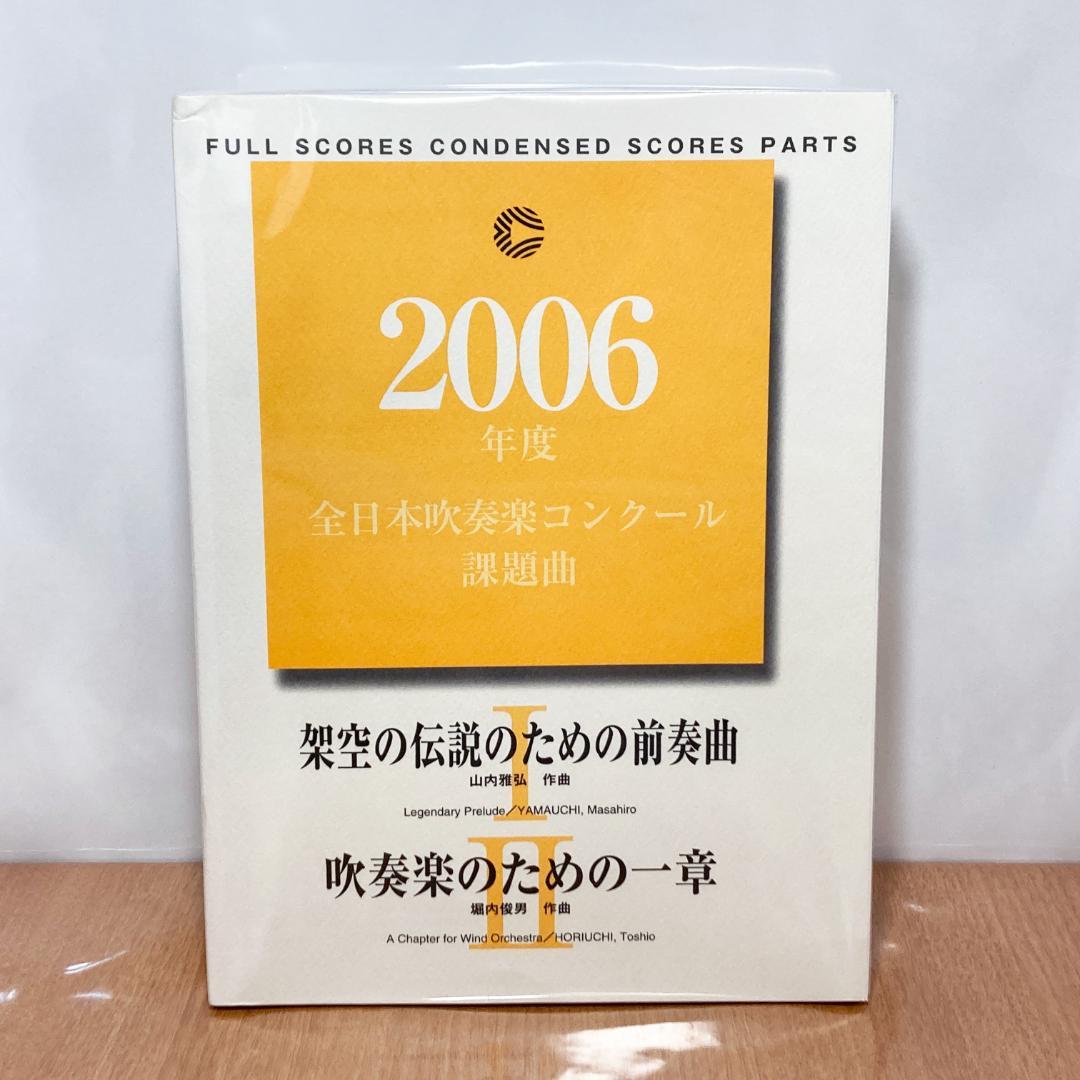 FULL SCORES CONDENSED SCORES PARTS
2006
年度
全日本吹奏楽コンクール
課題曲
I
架空の伝説のための前奏曲
山内雅弘 作曲
Legendary Prelude／YAMAUCHI, Masahiro
II
吹奏楽のための一章
堀内俊男 作曲
A Chapter for Wind Orchestra／HORIUCHI, Toshio